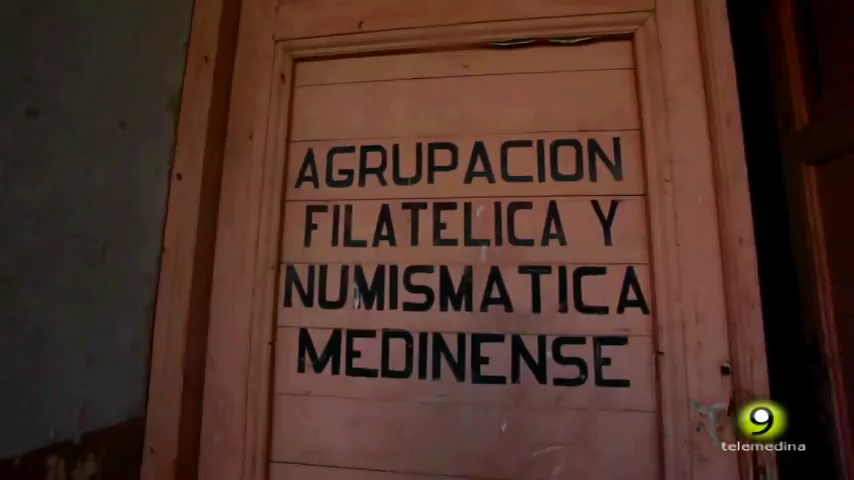 AGRUPACION
FILATELICA Y
NUMISMATICA
MEDINENSE
9
telemedina